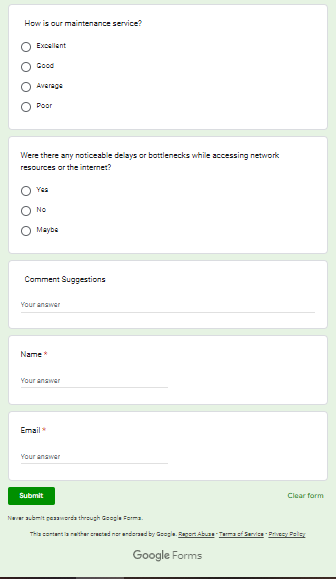 How is our maintenance service?
Excellent
Good
Average
Poor
Were there any noticeable delays or bottlenecks while accessing network
resources or the internet?
Yes
No
Maybe
Comment Suggestions
Your answer
Name *
Your answer
Email *
Your answer
Submit
Clear form
Never submit passwords through Google Forms.
This content is neither created nor endorsed by Google. Report Abuse - Terms of Service - Privacy Policy
Google Forms